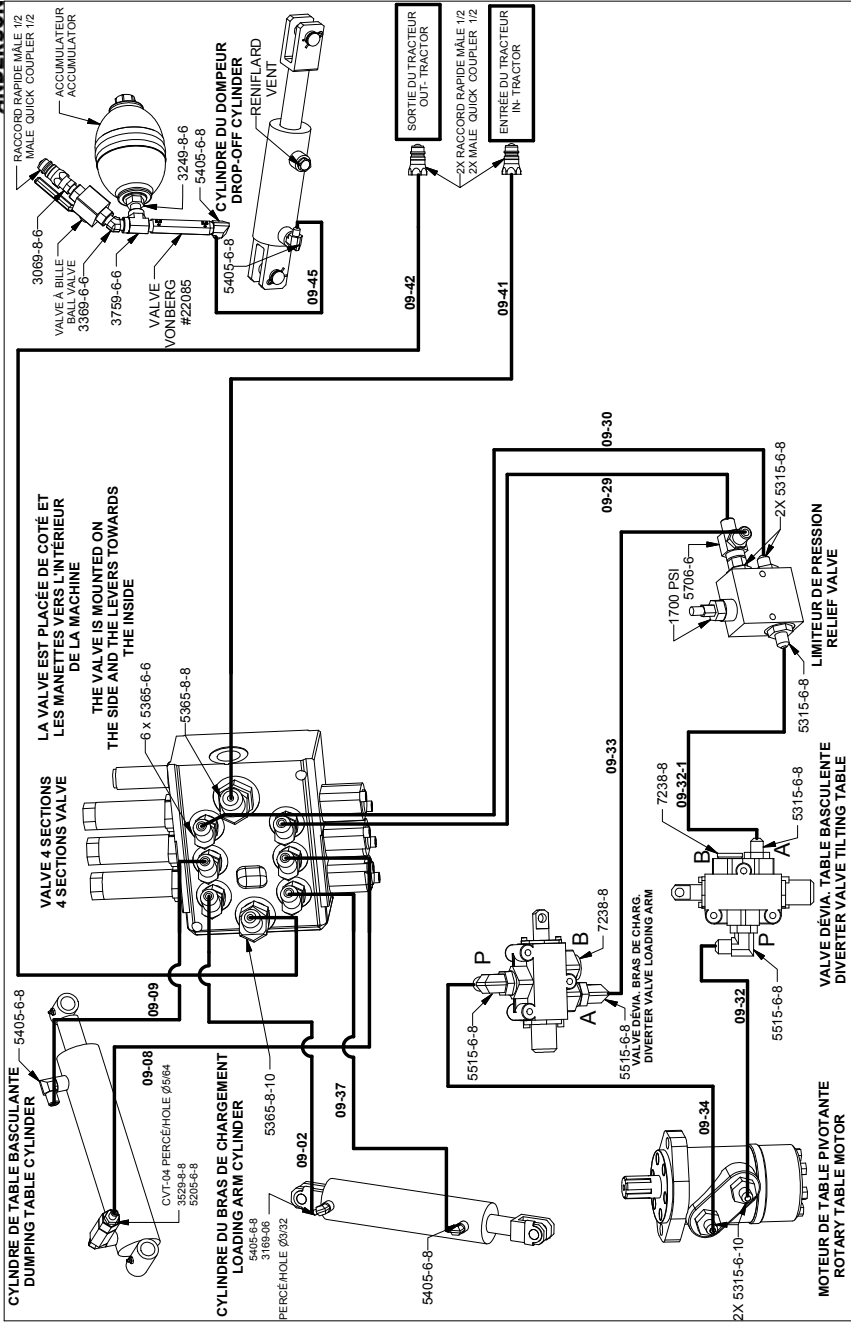 CYLNDRE DE TABLE BASCULANTE
DUMPING TABLE CYLINDER
5405-6-8
09-09
09-08
CVT-04 PERCÉ/HOLE Ø5/64
3529-8-8
5205-6-8
CYLINDRE DU BRAS DE CHARGEMENT
LOADING ARM CYLINDER
5405-6-8
3169-06
PERCÉ/HOLE Ø3/32
5405-6-8
09-02
09-37
5365-8-10
VALVE 4 SECTIONS
4 SECTIONS VALVE
LA VALVE EST PLACÉE DE COTÉ ET
LES MANETTES VERS L'INTÉRIEUR
DE LA MACHINE
THE VALVE IS MOUNTED ON
THE SIDE AND THE LEVERS TOWARDS
THE INSIDE
6 x 5365-6-6
5365-8-8
RACCORD RAPIDE MÂLE 1/2
MALE QUICK COUPLER 1/2
ACCUMULATEUR
ACCUMULATOR
3069-8-6
VALVE À BILLE
BALL VALVE
3369-6-6
3759-6-6
VALVE
VONBERG
#22085
3249-8-6
5405-6-8
CYLINDRE DU DOMPEUR
DROP-OFF CYLINDER
RENIFLARD
VENT
5405-6-8
09-45
09-42
09-41
SORTIE DU TRACTEUR
OUT- TRACTOR
2X RACCORD RAPIDE MÂLE 1/2
2X MALE QUICK COUPLER 1/2
ENTRÉE DU TRACTEUR
IN- TRACTOR
P
5515-6-8
B
7238-8
A
5515-6-8
VALVE DÉVIA. BRAS DE CHARG.
DIVERTER VALVE LOADING ARM
09-33
09-29
09-30
1700 PSI
5706-6
2X 5315-6-8
5315-6-8
LIMITEUR DE PRESSION
RELIEF VALVE
09-34
09-32
2X 5315-6-10
MOTEUR DE TABLE PIVOTANTE
ROTARY TABLE MOTOR
7238-8
09-32-1
B
P
A
5315-6-8
5515-6-8
VALVE DÉVIA. TABLE BASCULENTE
DIVERTER VALVE TILTING TABLE